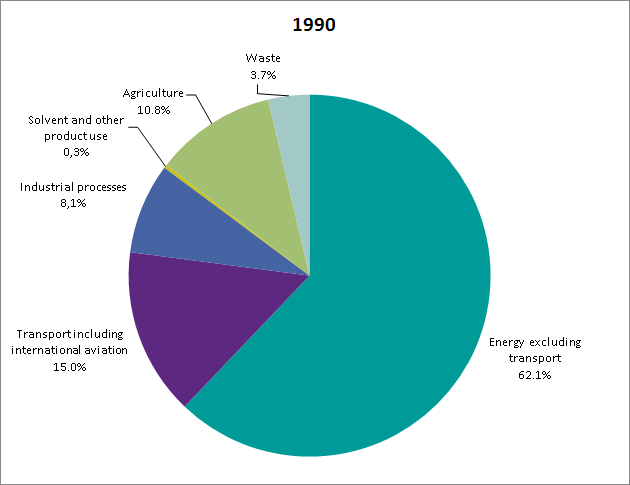 1990
Waste
3.7%
Agriculture
10.8%
Solvent and other
product use
0,3%
Industrial processes
8,1%
Transport including
international aviation
15.0%
Energy excluding
transport
62.1%